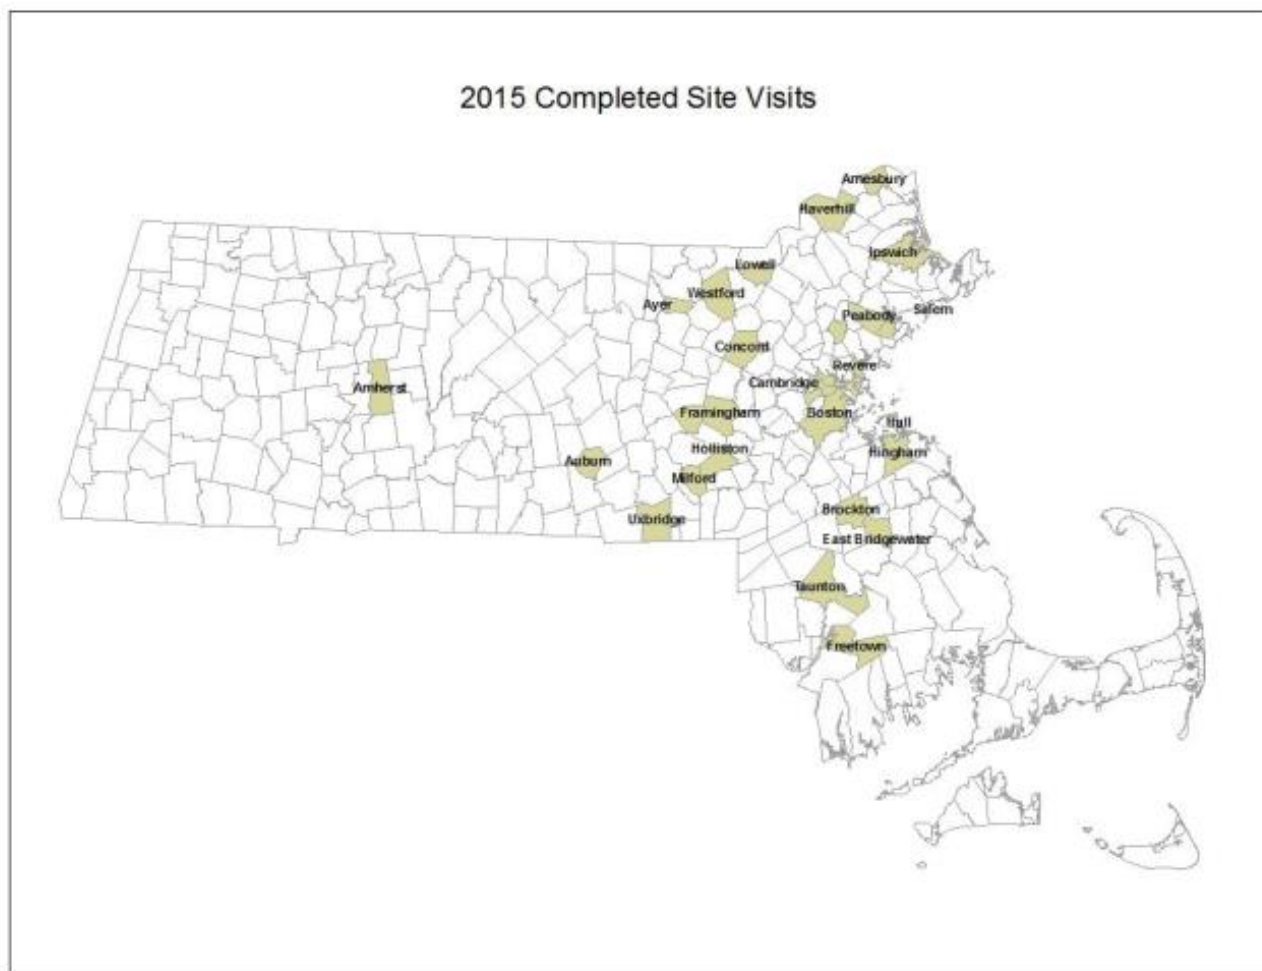 2015 Completed Site Visits
Amesbury
Haverhill
Ipswich
Lowell
Westford
Ayer
Salem
Peabody
Concord
Revere
Cambridge
Amherst
Framingham
Boston
Hull
Holliston
Hingham
Auburn
Milford
Brockton
Uxbridge
East Bridgewater
Taunton
Freetown